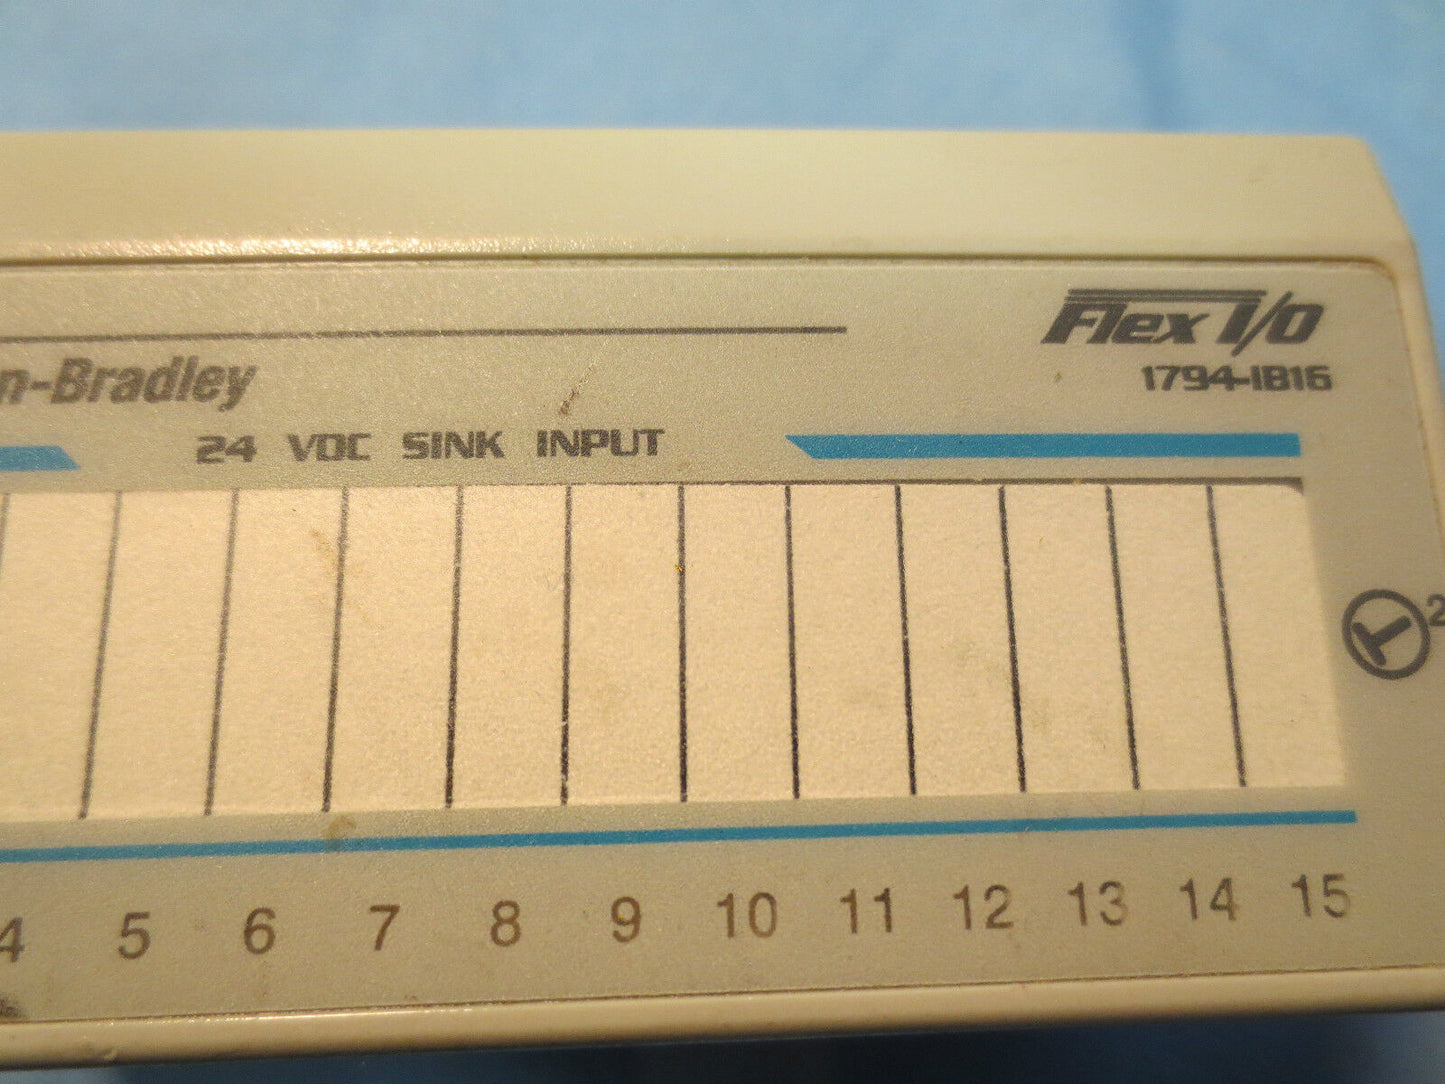 Flex I/O
1794-IB16
n-Bradley
24 VDC SINK INPUT
2
4 5 6 7 8 9 10 11 12 13 14 15